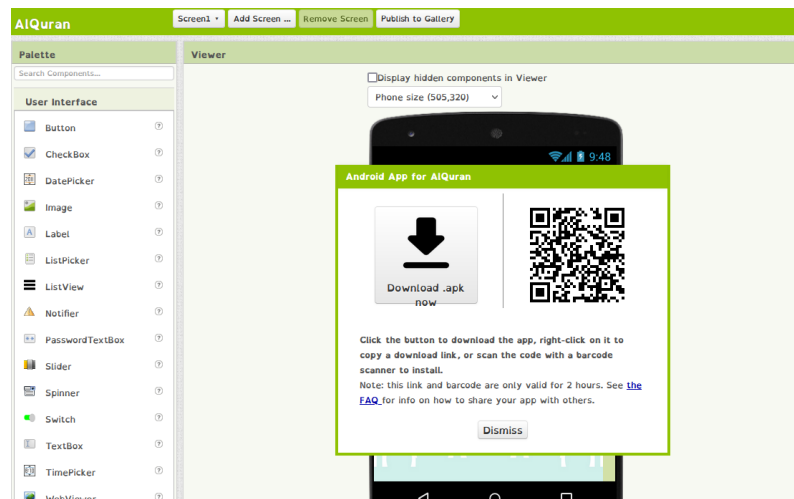 AlQuran
Screen1 Add Screen ... Remove Screen Publish to Gallery
Palette
Viewer
Search Components...
Display hidden components in Viewer
Phone size (505,320)
User Interface
Button
CheckBox
DatePicker
Image
Label
ListPicker
ListView
Notifier
PasswordTextBox
Slider
Spinner
Switch
TextBox
TimePicker
WebViewer
9:48
Android App for AlQuran
Download .apk
now
Click the button to download the app, right-click on it to
copy a download link, or scan the code with a barcode
scanner to install.
Note: this link and barcode are only valid for 2 hours. See the
FAQ for info on how to share your app with others.
Dismiss